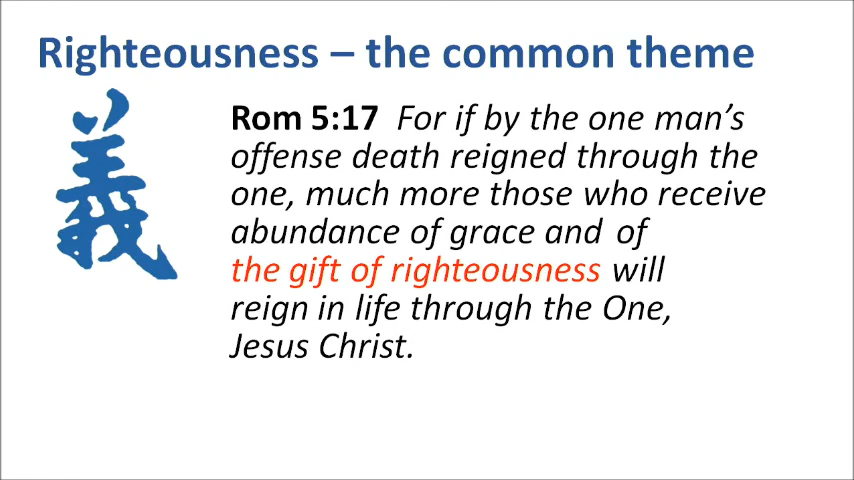 Righteousness – the common theme
義
Rom 5:17 For if by the one man’s
offense death reigned through the
one, much more those who receive
abundance of grace and of
the gift of righteousness will
reign in life through the One,
Jesus Christ.